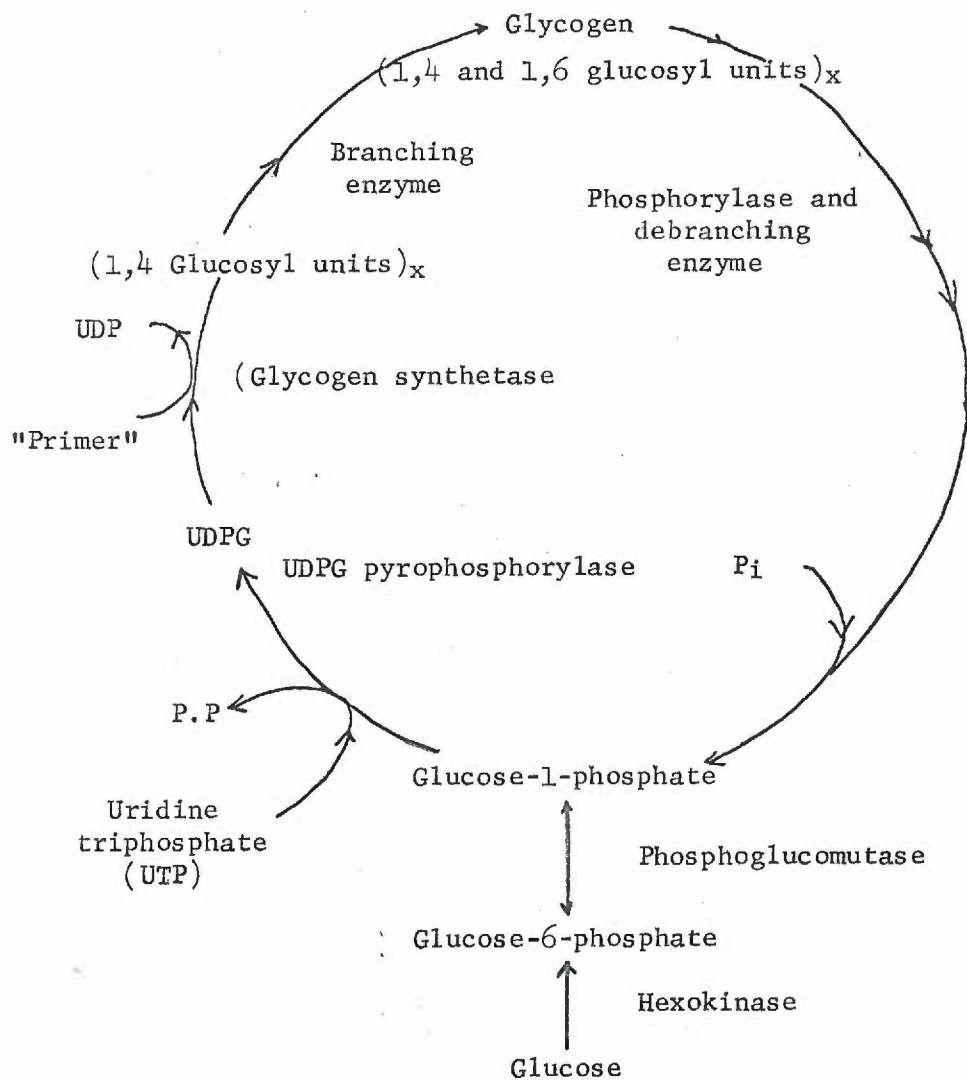 Glycogen
(1,4 and 1,6 glucosyl units)x
Branching
enzyme
Phosphorylase and
debranching
enzyme
(1,4 Glucosyl units)x
UDP
(Glycogen synthetase
"Primer"
UDPG
UDPG pyrophosphorylase
Pi
P.P
Glucose-1-phosphate
Uridine
triphosphate
(UTP)
Phosphoglucomutase
Glucose-6-phosphate
Hexokinase
Glucose